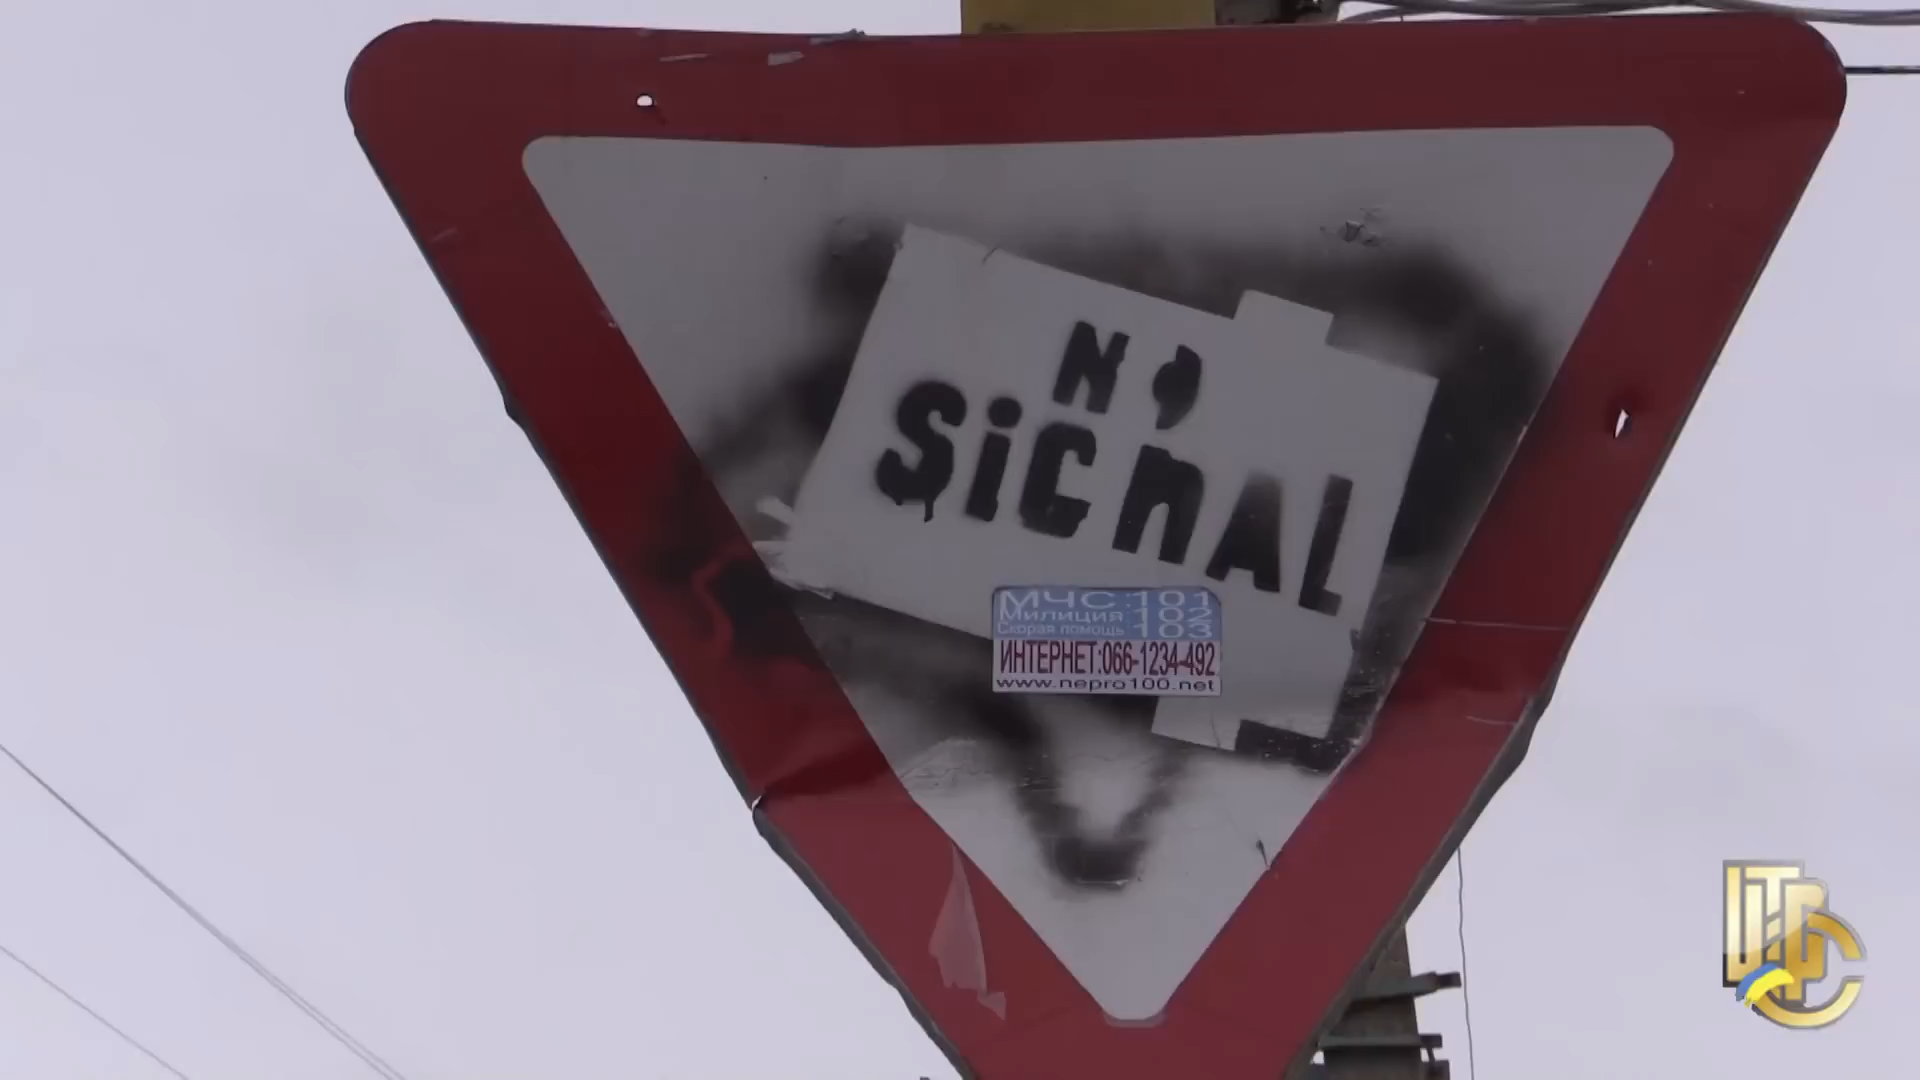 NO
SiGnAL
МЧС:101
Милиция 102
Скорая помощь 103
ИНТЕРНЕТ:066-1234-492
www.nepro100.net